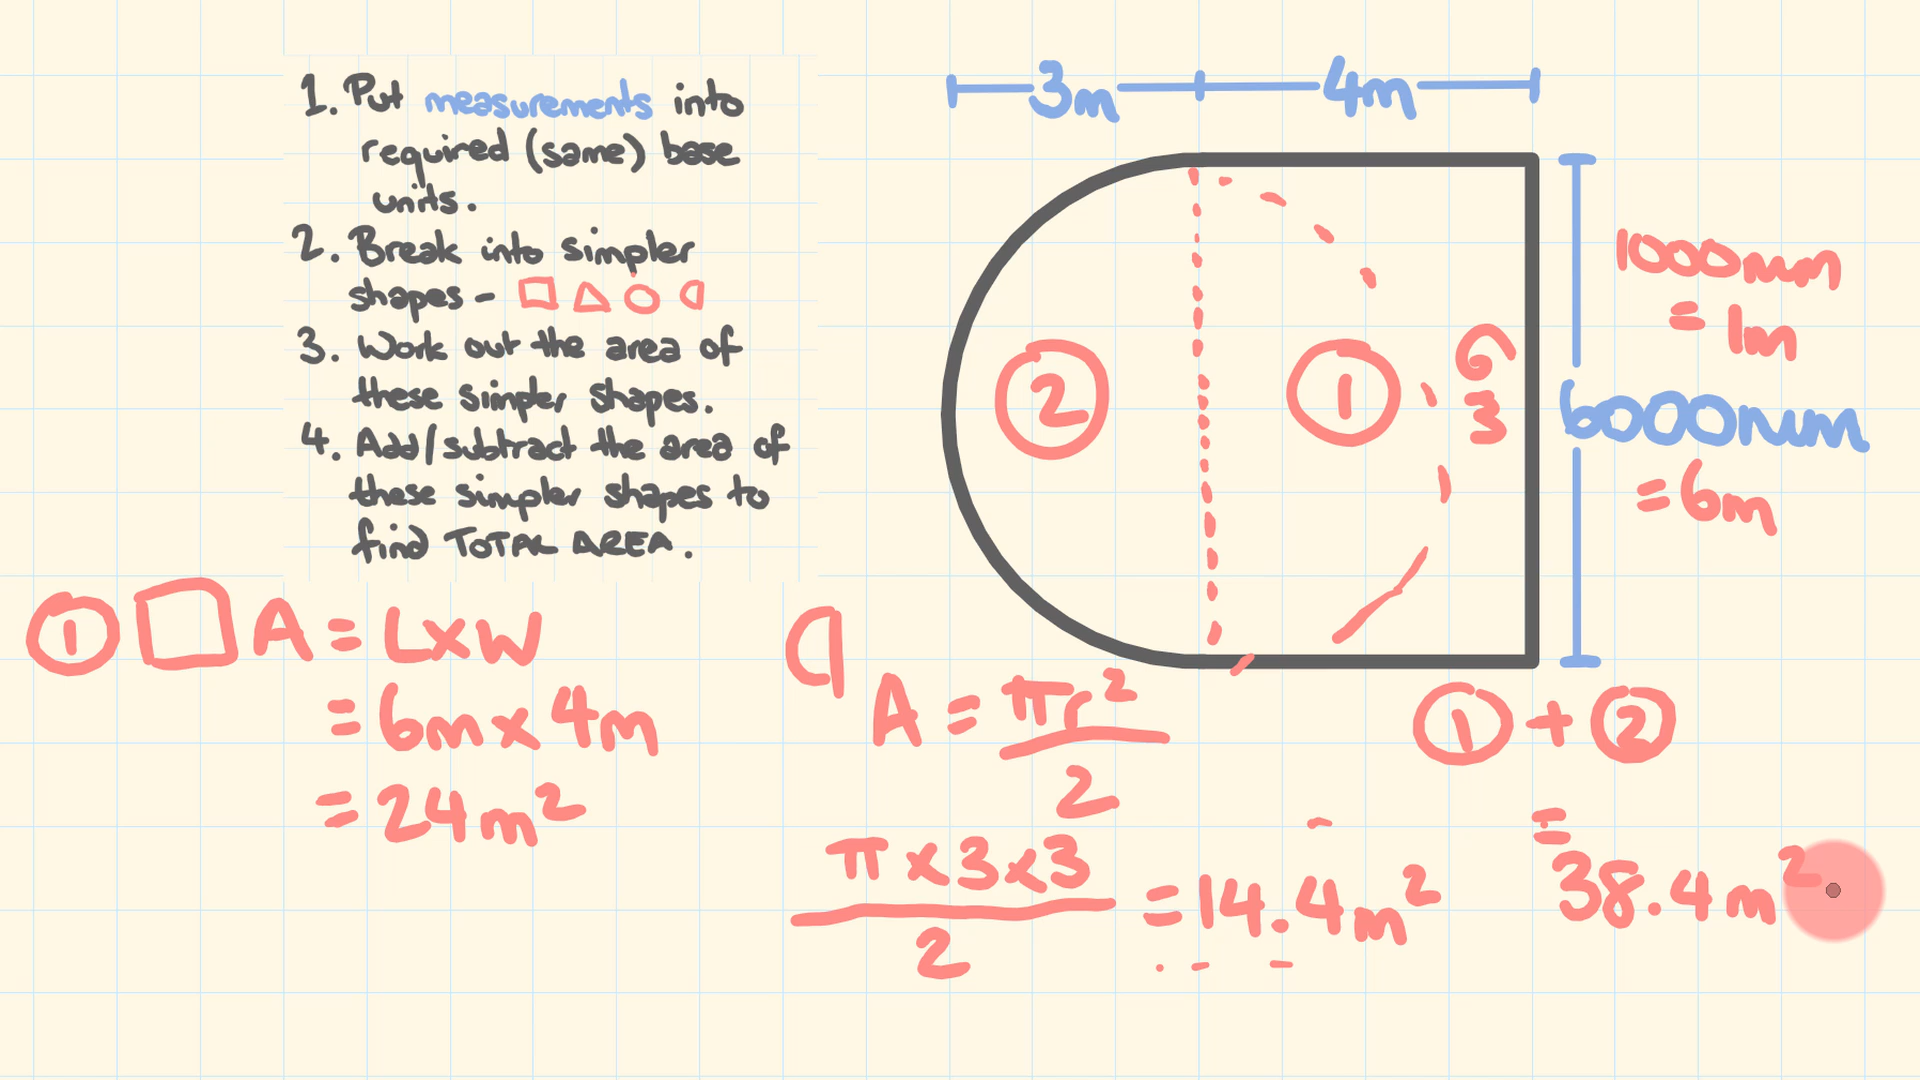 1. Put measurements into
required (same) base
units.
2. Break into simpler
shapes -
3. Work out the area of
these simpler shapes.
4. Add/subtract the area of
these simpler shapes to
find TOTAL AREA.
3m 4m
1000mm
= 1m
6000mm
= 6m
6m
2
1
1 A = L x W
= 6m x 4m
= 24m²
A = πr²
2
π x 3 x 3
2
= 14.4m²
1 + 2
=
38.4m²